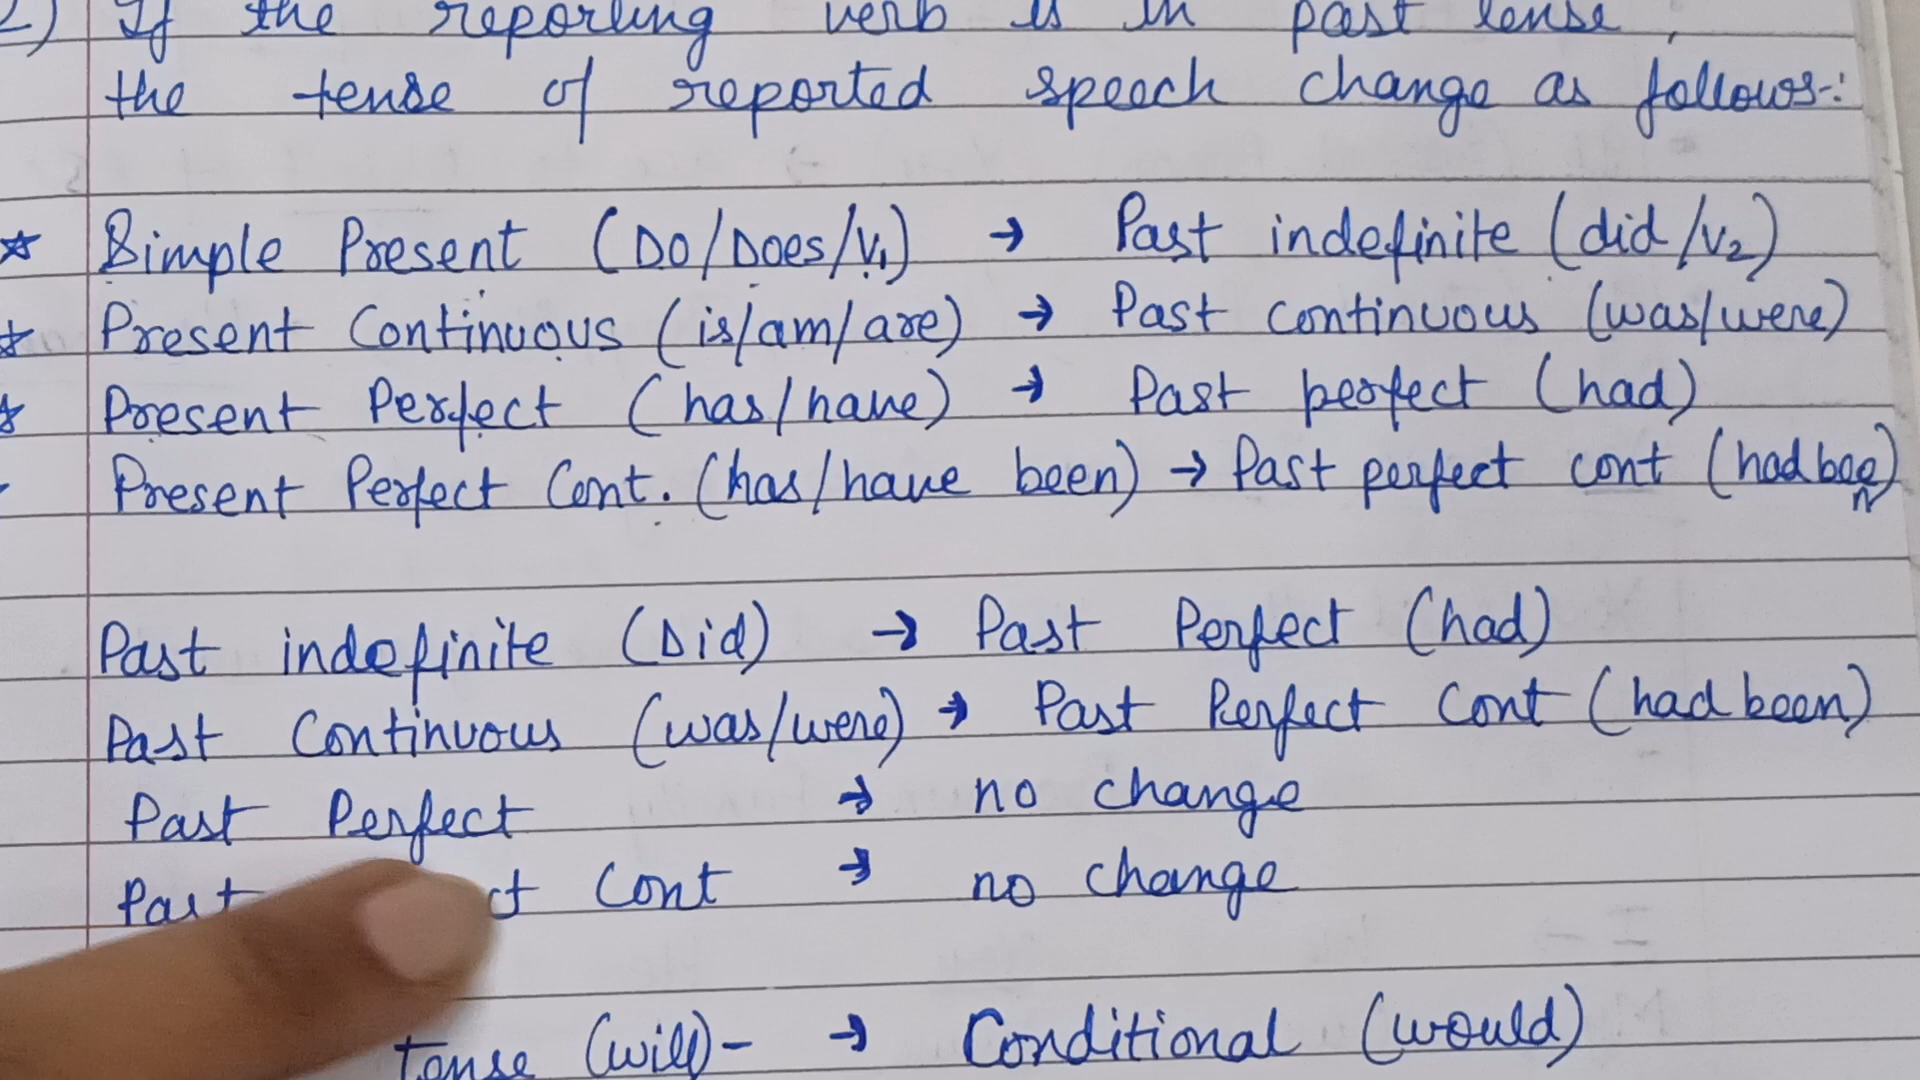 2) If the reporting verb is in past tense,
the tense of reported speech change as follows:
☆ Simple Present (Do/Does/V₁) → Past indefinite (did/V₂)
☆ Present Continuous (is/am/are) → Past continuous (was/were)
☆ Present Perfect (has/have) → Past perfect (had)
Present Perfect Cont. (has/have been) → Past perfect cont (had been)
Past indefinite (Did) → Past Perfect (had)
Past Continuous (was/were) → Past Perfect Cont (had been)
Past Perfect → no change
Past ct Cont → no change
Tense (will)- → Conditional (would)